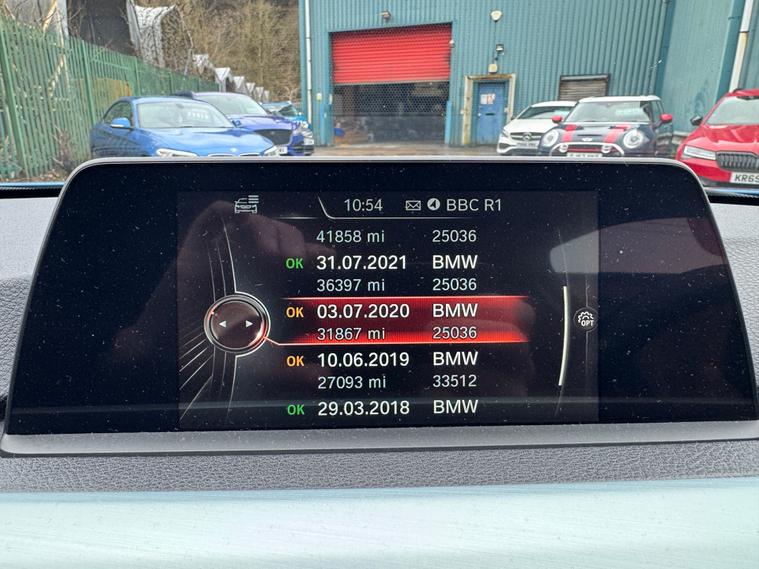 10:54 BBC R1
41858 mi 25036
OK 31.07.2021 BMW
36397 mi 25036
OK 03.07.2020 BMW
31867 mi 25036
OPT
OK 10.06.2019 BMW
27093 mi 33512
OK 29.03.2018 BMW